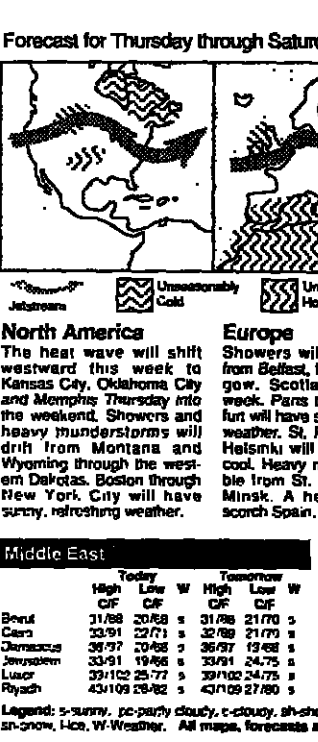 Forecast for Thursday through Satur
Jetstream
Unseasonably
Cold
Un
Ho
North America
The heat wave will shift
westward this week to
Kansas City, Oklahoma City
and Memphis Thursday into
the weekend. Showers and
heavy thunderstorms will
drift from Montana and
Wyoming through the west-
ern Dakotas. Boston through
New York City will have
sunny, refreshing weather.
Europe
Showers wil
from Belfast,
gow. Scotla
week. Paris
furt will have s
weather. St.
Helsinki will
cool. Heavy r
ble from St.
Minsk. A he
scorch Spain.
Middle East
Today Tomorrow
High Low W High Low W
C/F C/F C/F C/F
Beirut 31/88 20/68 s 31/88 21/70 s
Cairo 33/91 22/71 s 32/89 21/70 s
Damascus 36/97 20/68 s 36/97 s
Jerusalem 33/91 19/66 s 33/91 24/75 s
Luxor 39/102 25/77 s 39/102 24/75 s
Riyadh 43/109 28/82 s 43/109 27/80 s
Legend: s-sunny, pc-partly cloudy, c-cloudy, sh-sho
sn-snow, i-ice, W-Weather. All maps, forecasts a